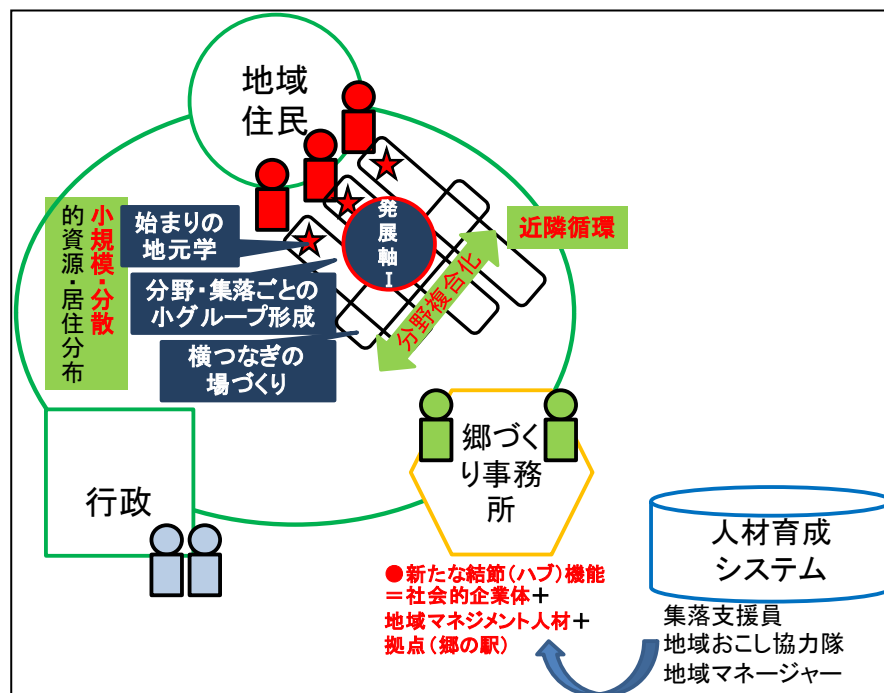 地域
住民
小規模・分散
的資源・居住分布
始まりの
地元学
分野・集落ごとの
小グループ形成
横つなぎの
場づくり
発展軸Ⅰ
分野複合化
近隣循環
行政
郷づく
り事務
所
●新たな結節(ハブ)機能
=社会的企業体+
地域マネジメント人材+
拠点(郷の駅)
人材育成
システム
集落支援員
地域おこし協力隊
地域マネージャー